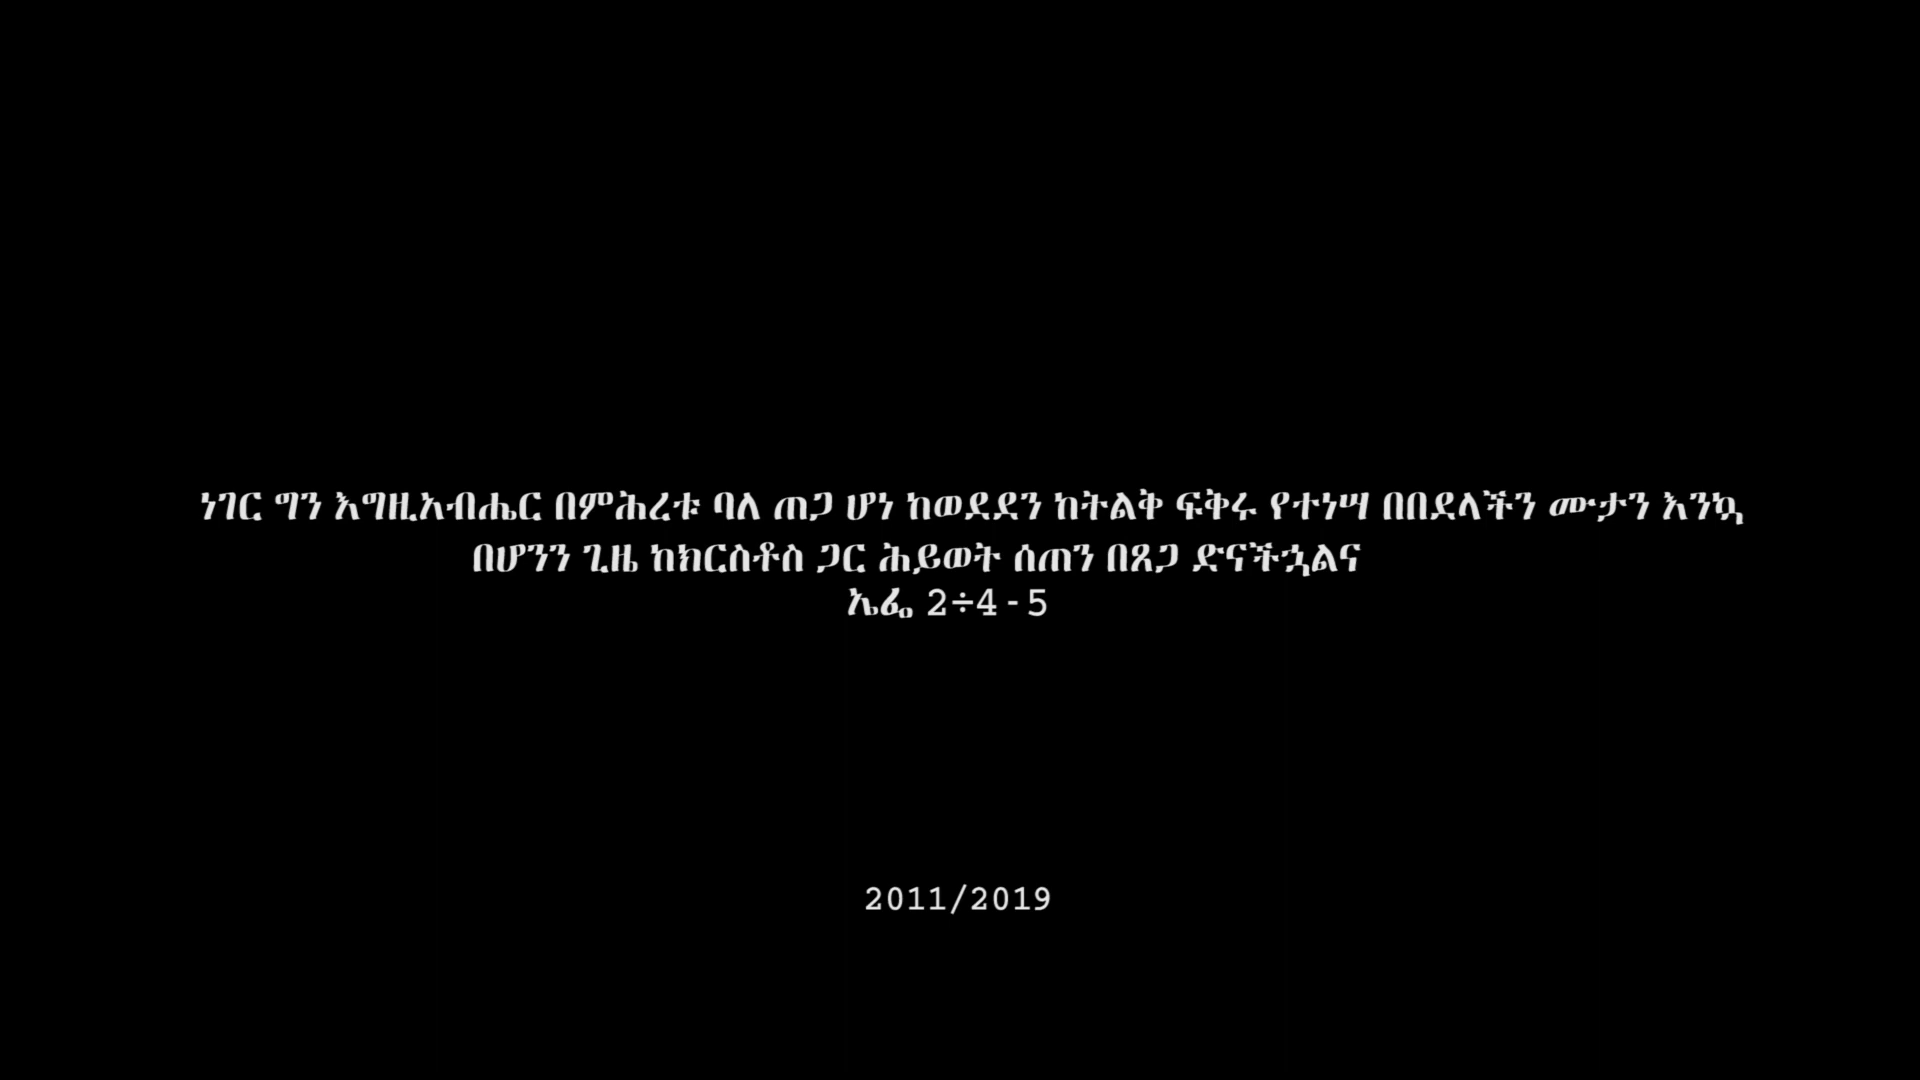 ነገር ግን እግዚአብሔር በምሕረቱ ባለ ጠጋ ሆነ ከወደደን ከትልቅ ፍቅሩ የተነሣ በበደላችን ሙታን እንኳ
በሆንን ጊዜ ከክርስቶስ ጋር ሕይወት ሰጠን በጸጋ ድናችኋልና
ኤፌ 2÷4-5
2011/2019